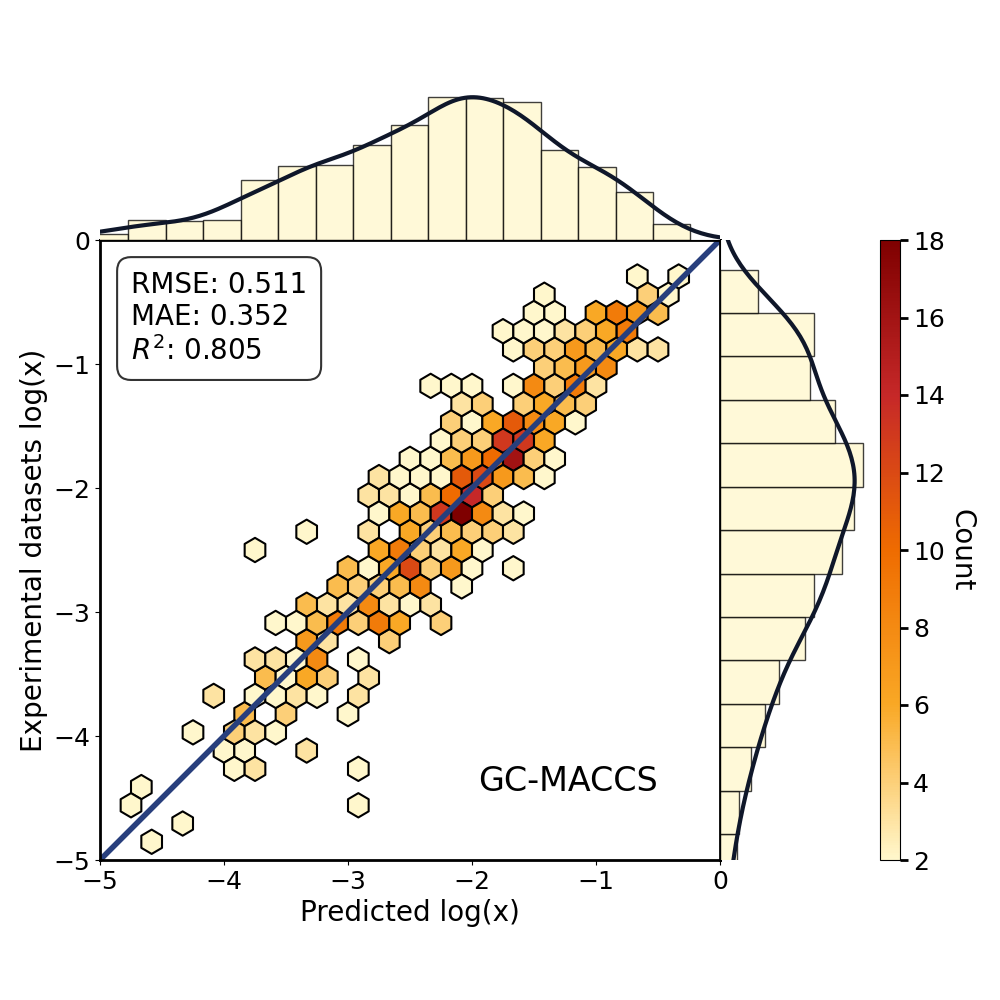 RMSE: 0.511
MAE: 0.352
R²: 0.805
GC-MACCS
0
−1
−2
−3
−4
−5
Experimental datasets log(x)
−5 −4 −3 −2 −1 0
Predicted log(x)
18
16
14
12
10
8
6
4
2
Count